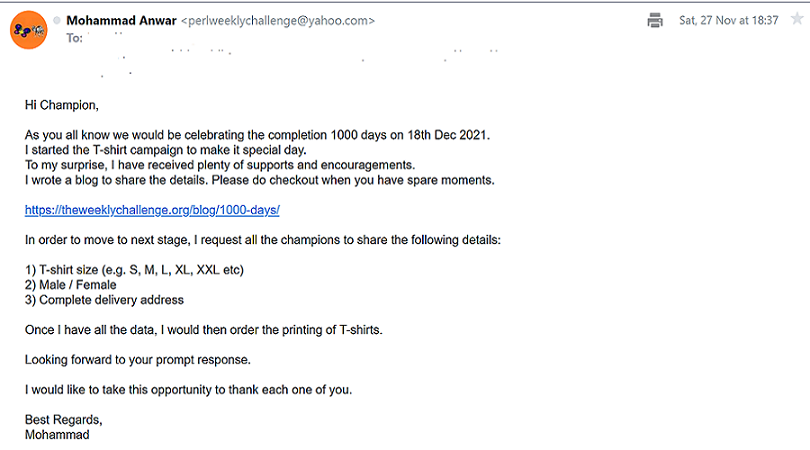 Mohammad Anwar <perlweeklychallenge@yahoo.com>
Sat, 27 Nov at 18:37
To:
Hi Champion,
As you all know we would be celebrating the completion 1000 days on 18th Dec 2021.
I started the T-shirt campaign to make it special day.
To my surprise, I have received plenty of supports and encouragements.
I wrote a blog to share the details. Please do checkout when you have spare moments.
https://theweeklychallenge.org/blog/1000-days/
In order to move to next stage, I request all the champions to share the following details:
1) T-shirt size (e.g. S, M, L, XL, XXL etc)
2) Male / Female
3) Complete delivery address
Once I have all the data, I would then order the printing of T-shirts.
Looking forward to your prompt response.
I would like to take this opportunity to thank each one of you.
Best Regards,
Mohammad